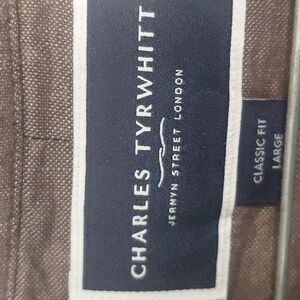 CHARLES TYRWHITT
JERMYN STREET LONDON
CLASSIC FIT
LARGE